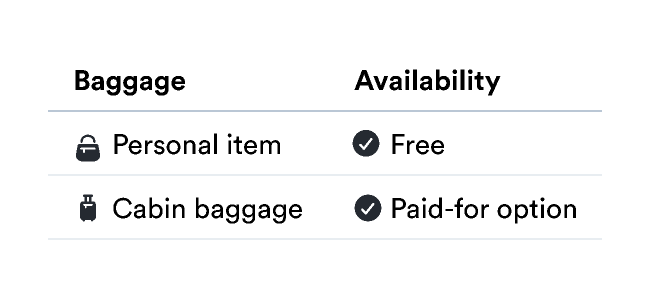 Baggage Availability
Personal item Free
Cabin baggage Paid-for option